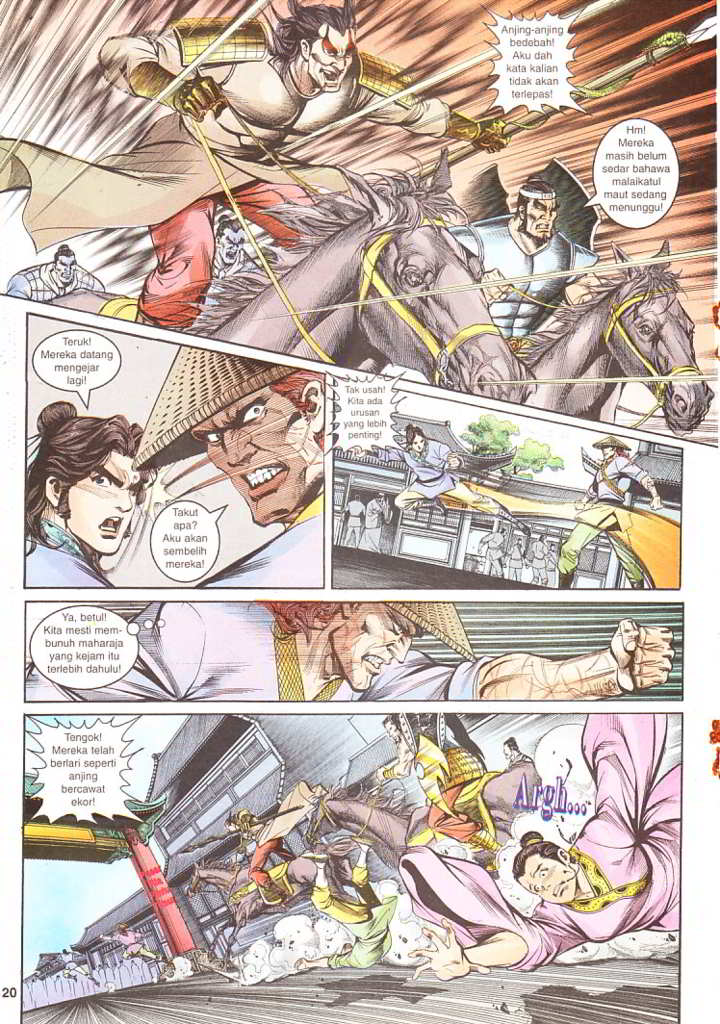 Anjing-anjing
bedebah!
Aku dah
kata kalian
tidak akan
terlepas!
Hm!
Mereka
masih belum
sedar bahawa
malaikatul
maut sedang
menunggu!
Teruk!
Mereka datang
mengejar
lagi!
Takut
apa?
Aku akan
sembelih
mereka!
Tak usah!
Kita ada
urusan
yang lebih
penting!
Ya, betul!
Kita mesti mem-
bunuh maharaja
yang kejam itu
terlebih dahulu!
Tengok!
Mereka telah
berlari seperti
anjing
bercawat
ekor!
Argh...
20